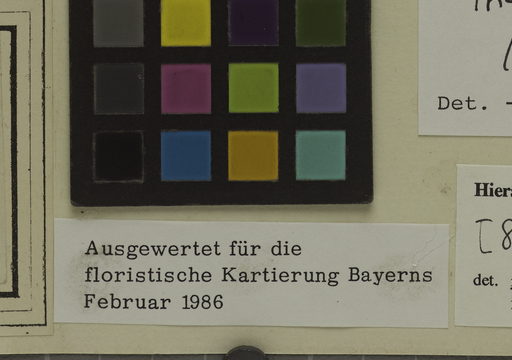 Det.
Ausgewertet für die
floristische Kartierung Bayerns
Februar 1986
det.